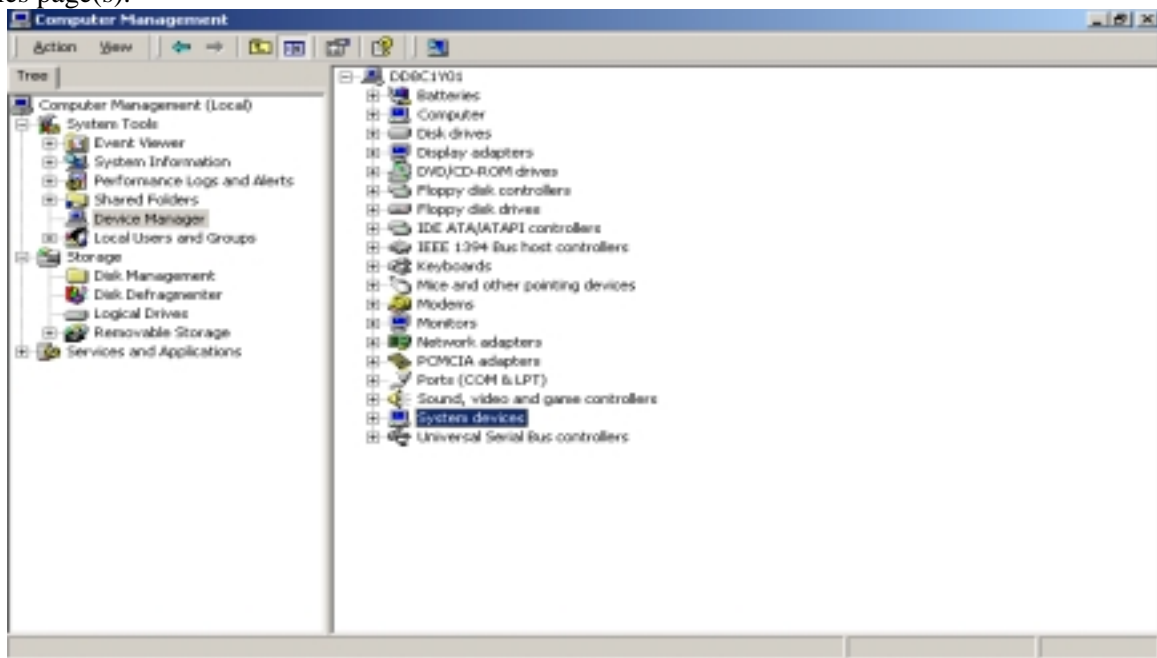 es page(s).
Computer Management
Action View
Tree
Computer Management (Local)
System Tools
Event Viewer
System Information
Performance Logs and Alerts
Shared Folders
Device Manager
Local Users and Groups
Storage
Disk Management
Disk Defragmenter
Logical Drives
Removable Storage
Services and Applications
Batteries
Computer
Disk drives
Display adapters
DVD/CD-ROM drives
Floppy disk controllers
Floppy disk drives
IDE ATA/ATAPI controllers
IEEE 1394 Bus host controllers
Keyboards
Mice and other pointing devices
Modems
Monitors
Network adapters
PCMCIA adapters
Ports (COM & LPT)
Sound, video and game controllers
System devices
Universal Serial Bus controllers